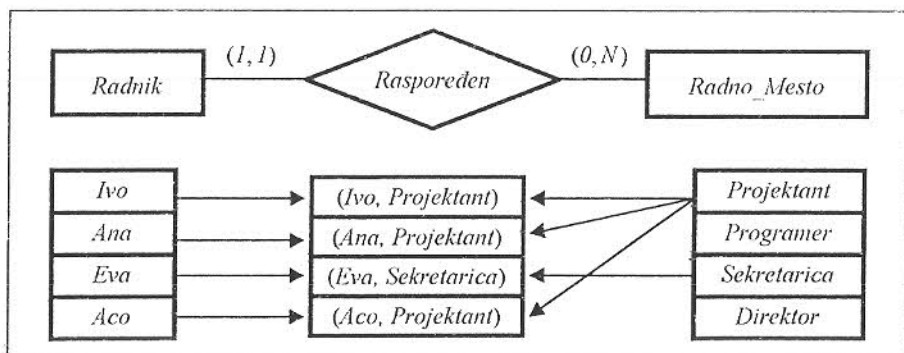 (1,1) (0,N)
Radnik Raspoređen Radno_Mesto
Ivo (Ivo, Projektant) Projektant
Ana (Ana, Projektant) Programer
Eva (Eva, Sekretarica) Sekretarica
Aco (Aco, Projektant) Direktor